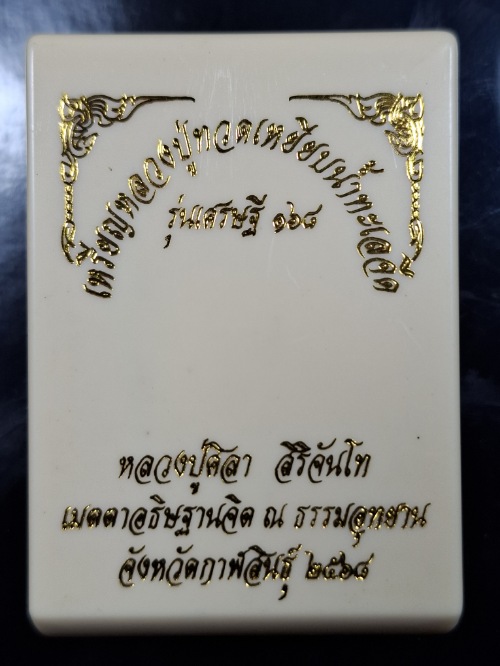 เหรียญหลวงปู่ทวดเหยียบน้ำทะเลจืด
รุ่นเศรษฐี ๑๖๘
หลวงปู่ศิลา สิริจันโท
เมตตาอธิษฐานจิต ณ ธรรมอุทยาน
จังหวัดกาฬสินธุ์ ๒๕๖๘